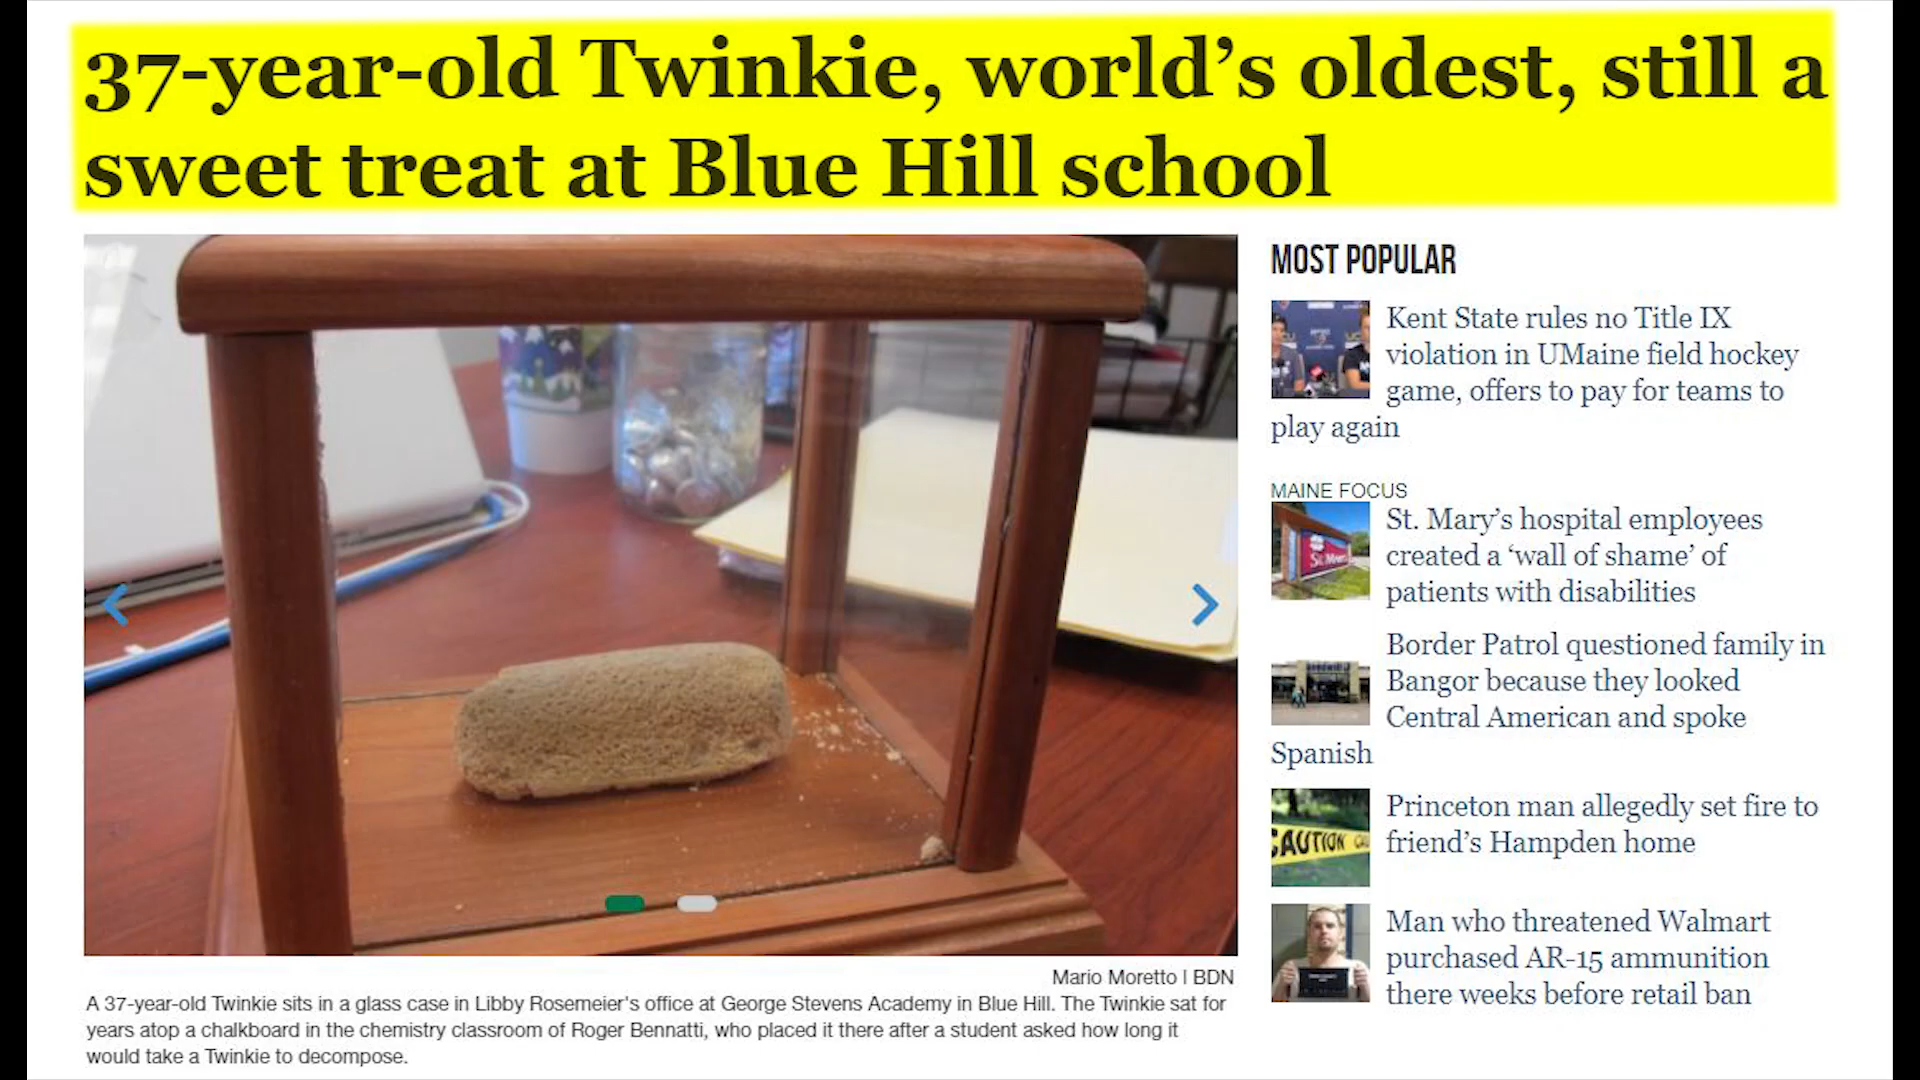 37-year-old Twinkie, world’s oldest, still a
sweet treat at Blue Hill school
MOST POPULAR
Kent State rules no Title IX
violation in UMaine field hockey
game, offers to pay for teams to
play again
MAINE FOCUS
St. Mary’s hospital employees
created a ‘wall of shame’ of
patients with disabilities
St. Mary
Border Patrol questioned family in
Bangor because they looked
Central American and spoke
Spanish
Princeton man allegedly set fire to
friend’s Hampden home
CAUTION
Man who threatened Walmart
purchased AR-15 ammunition
there weeks before retail ban
Mario Moretto | BDN
A 37-year-old Twinkie sits in a glass case in Libby Rosemeier's office at George Stevens Academy in Blue Hill. The Twinkie sat for
years atop a chalkboard in the chemistry classroom of Roger Bennatti, who placed it there after a student asked how long it
would take a Twinkie to decompose.